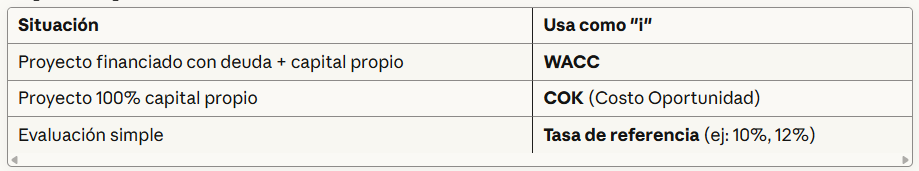 Situación Usa como "i"
Proyecto financiado con deuda + capital propio WACC
Proyecto 100% capital propio COK (Costo Oportunidad)
Evaluación simple Tasa de referencia (ej: 10%, 12%)